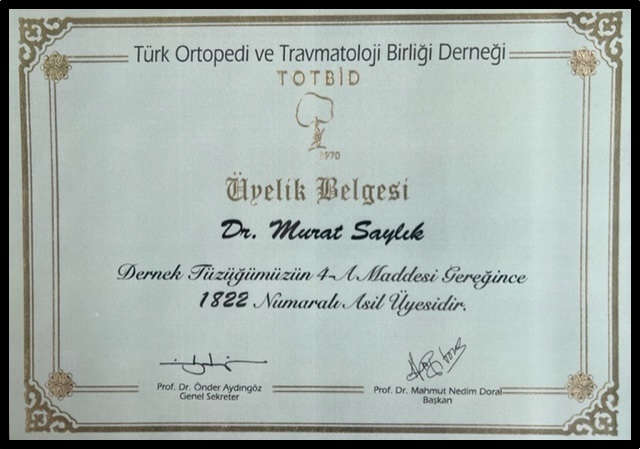 Türk Ortopedi ve Travmatoloji Birliği Derneği
TOTBİD
1970
Üyelik Belgesi
Dr. Murat Saylık
Dernek Tüzüğümüzün 4-A Maddesi Gereğince
1822 Numaralı Asil Üyesidir.
Prof. Dr. Önder Aydıngöz
Genel Sekreter
Prof. Dr. Mahmut Nedim Doral
Başkan